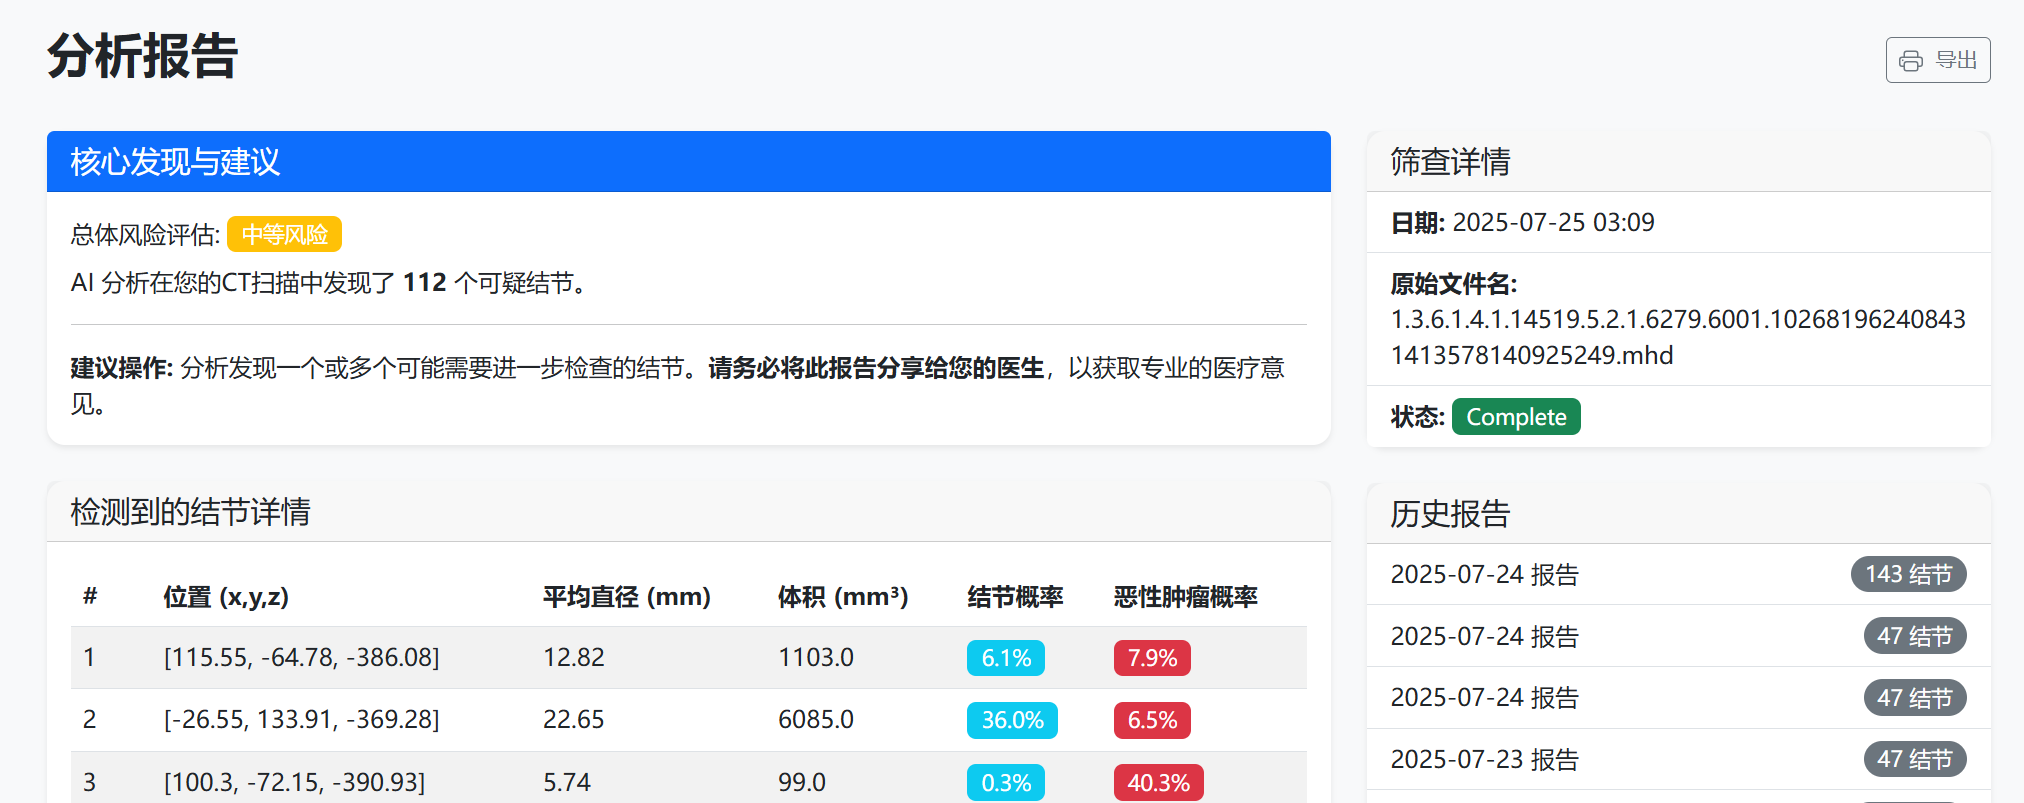 分析报告
导出
核心发现与建议
总体风险评估: 中等风险
AI 分析在您的CT扫描中发现了 112 个可疑结节。
建议操作: 分析发现一个或多个可能需要进一步检查的结节。请务必将此报告分享给您的医生，以获取专业的医疗意
见。
筛查详情
日期: 2025-07-25 03:09
原始文件名:
1.3.6.1.4.1.14519.5.2.1.6279.6001.10268196240843
1413578140925249.mhd
状态: Complete
检测到的结节详情
# 位置 (x,y,z) 平均直径 (mm) 体积 (mm³) 结节概率 恶性肿瘤概率
1 [115.55, -64.78, -386.08] 12.82 1103.0 6.1% 7.9%
2 [-26.55, 133.91, -369.28] 22.65 6085.0 36.0% 6.5%
3 [100.3, -72.15, -390.93] 5.74 99.0 0.3% 40.3%
历史报告
2025-07-24 报告 143 结节
2025-07-24 报告 47 结节
2025-07-24 报告 47 结节
2025-07-23 报告 47 结节